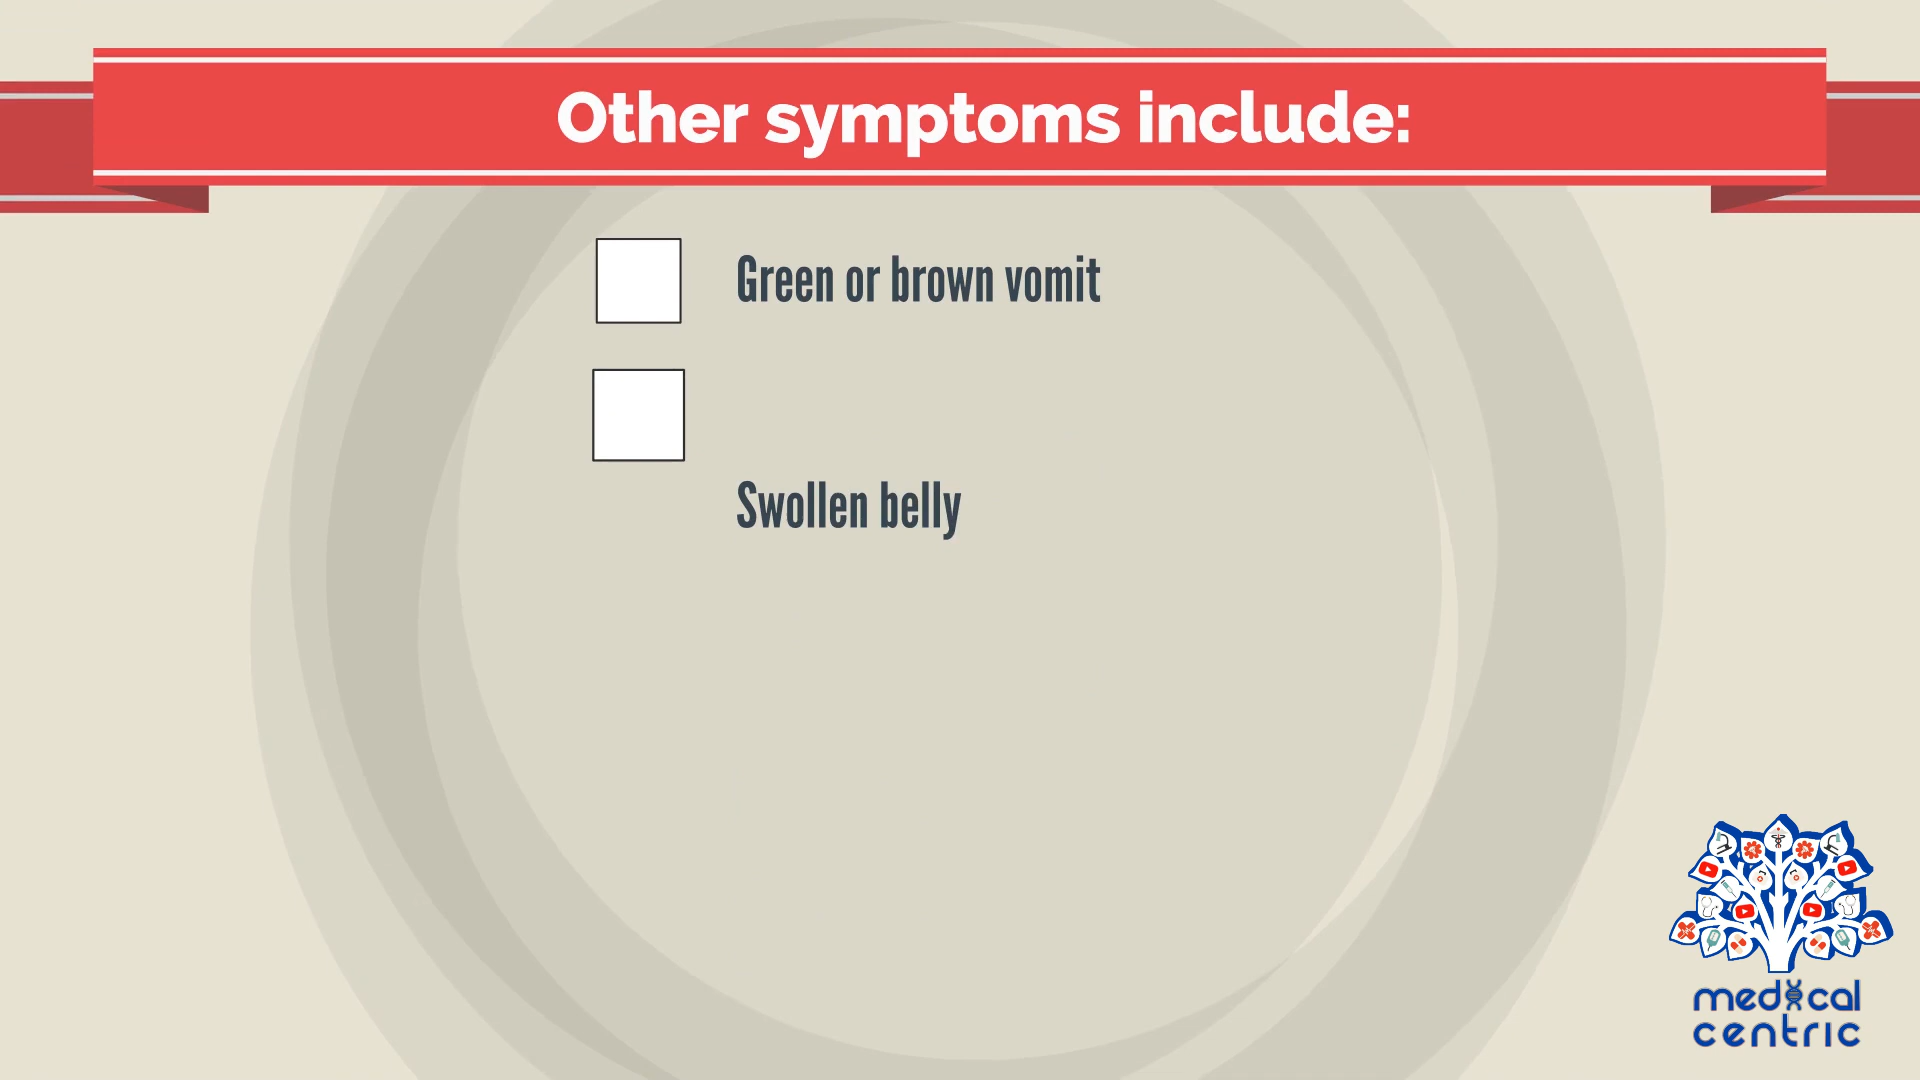 Other symptoms include:
Green or brown vomit
Swollen belly
medical
centric